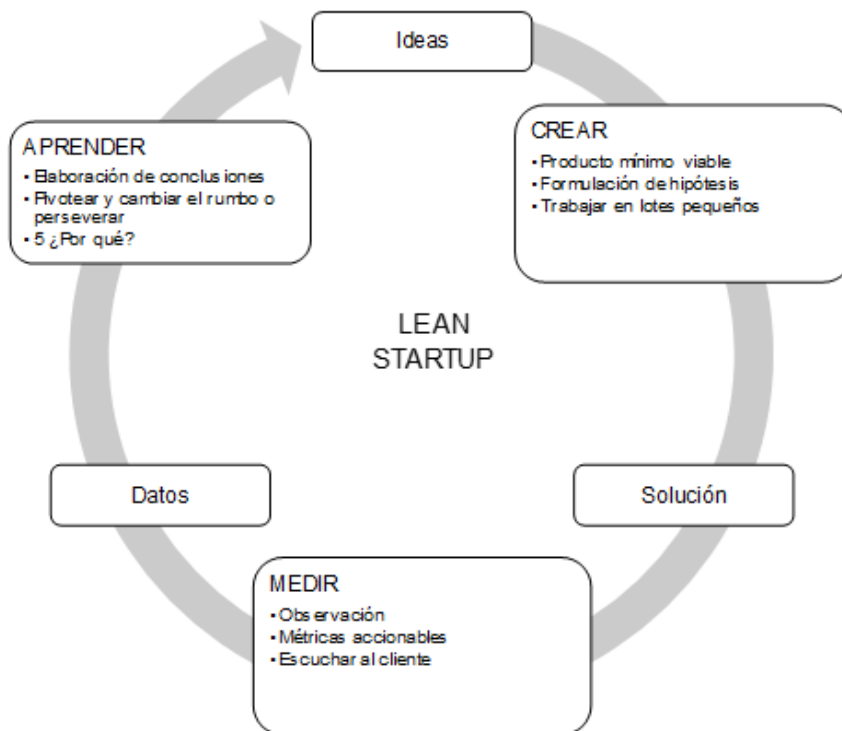 Ideas
CREAR
▪ Producto mínimo viable
▪ Formulación de hipótesis
▪ Trabajar en lotes pequeños
APRENDER
▪ Elaboración de conclusiones
▪ Pivotear y cambiar el rumbo o
perseverar
▪ 5 ¿Por qué?
LEAN
STARTUP
Datos
Solución
MEDIR
▪ Observación
▪ Métricas accionables
▪ Escuchar al cliente